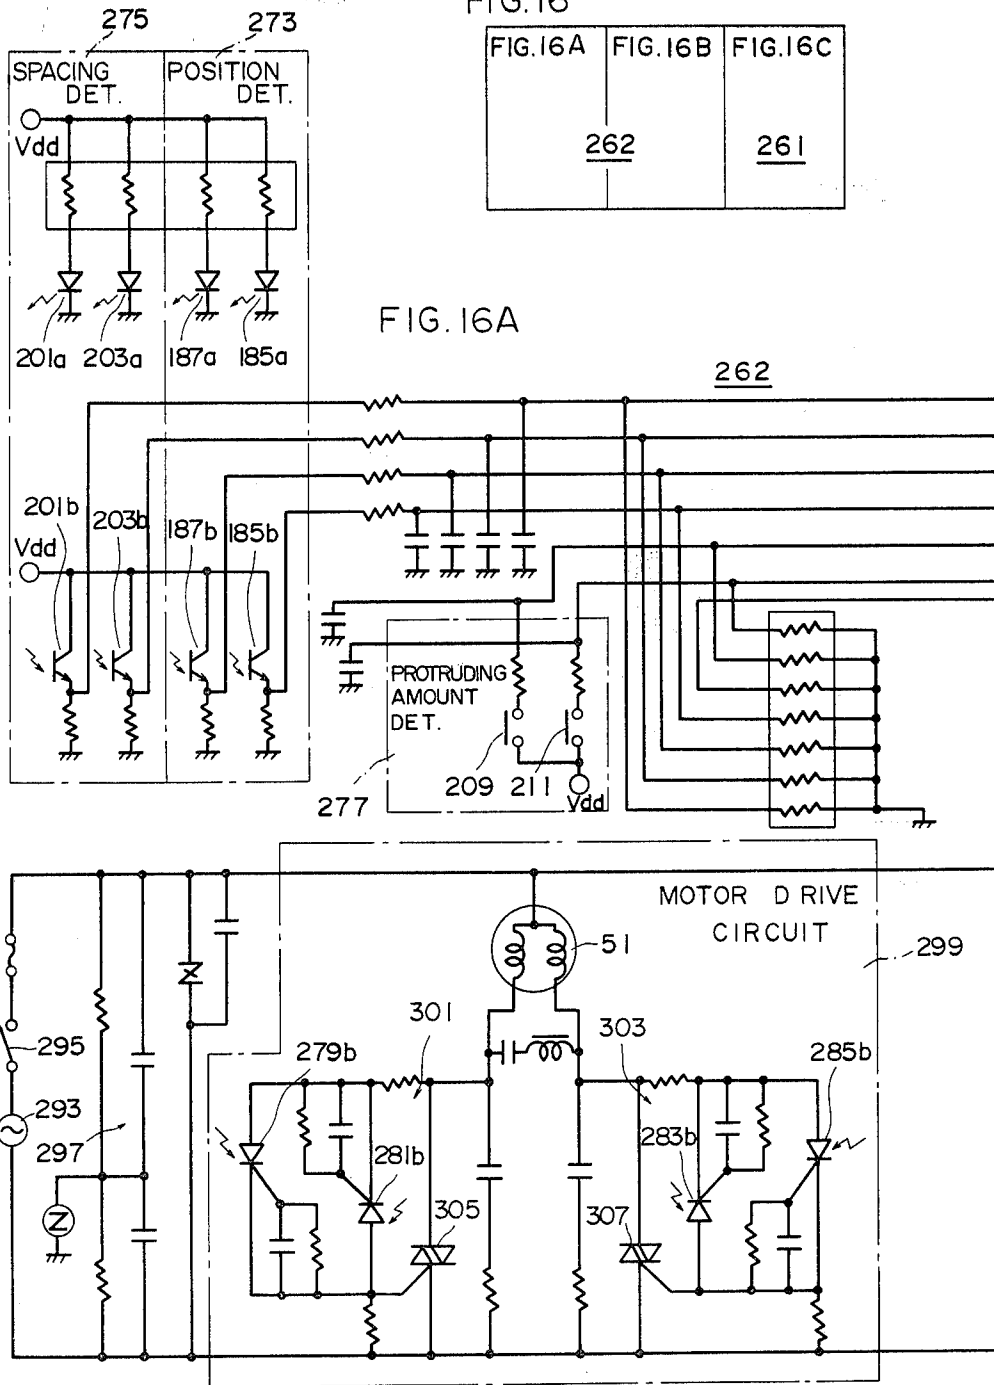 FIG.16
275
273
SPACING DET.
POSITION DET.
Vdd
FIG.16A
FIG.16B
FIG.16C
262
261
201a
203a
187a
185a
FIG.16A
262
201b
203b
187b
185b
Vdd
PROTRUDING
AMOUNT
DET.
209
211
Vdd
277
MOTOR DRIVE
CIRCUIT
299
51
295
293
297
279b
301
303
285b
281b
283b
305
307
Z